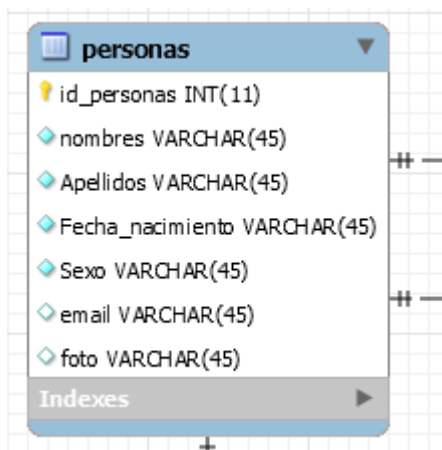 personas
id_personas INT(11)
nombres VARCHAR(45)
Apellidos VARCHAR(45)
Fecha_nacimiento VARCHAR(45)
Sexo VARCHAR(45)
email VARCHAR(45)
foto VARCHAR(45)
Indexes